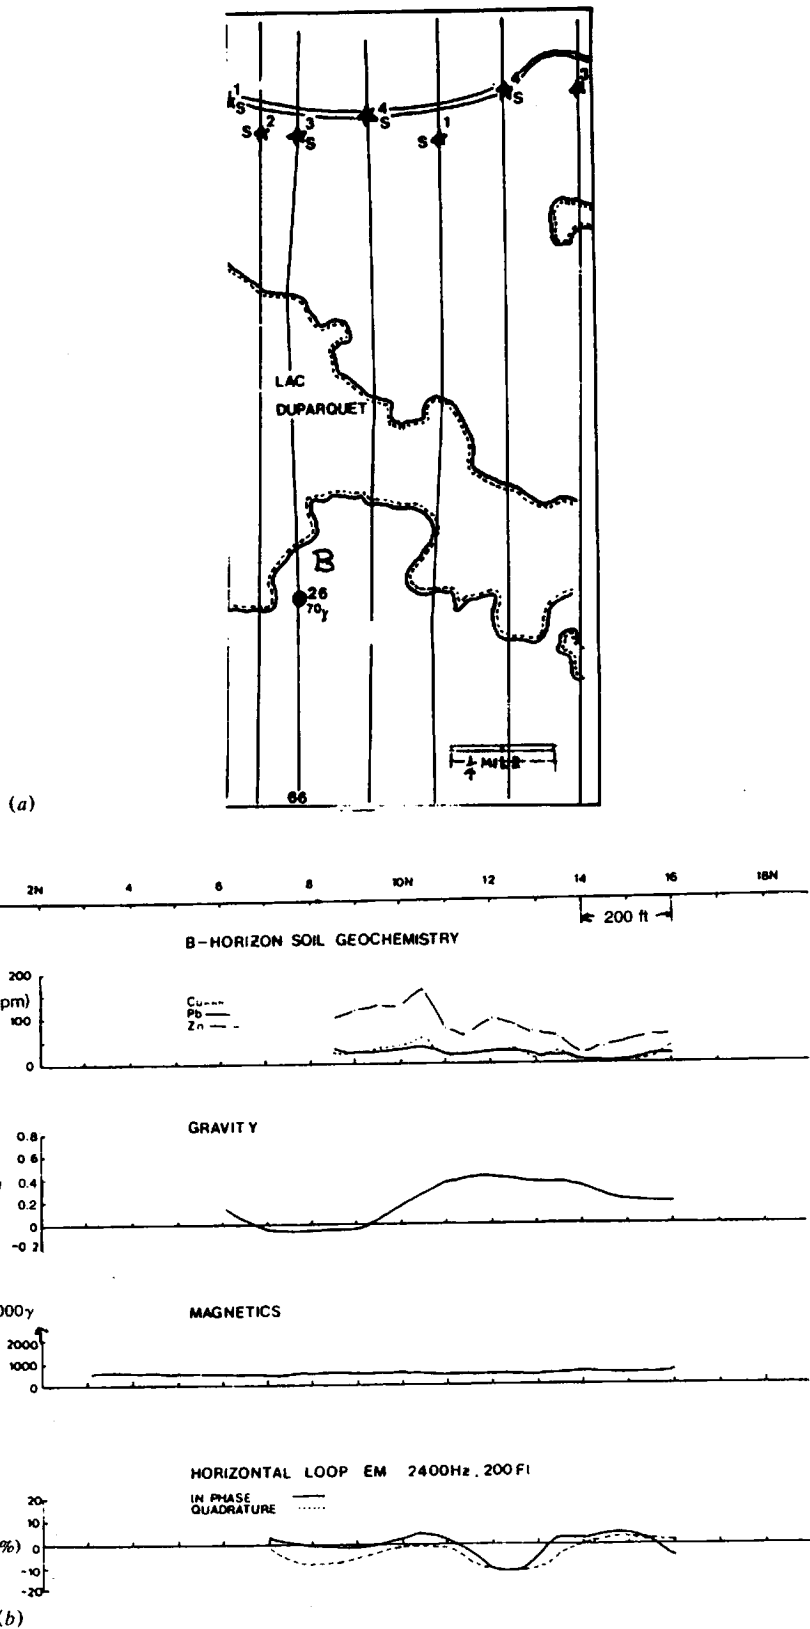 1
4
S
2
3
S
S
4
S
1
S
S
3
LAC
DUPARQUET
B
26
70γ
1/4 MILE
66
(a)
2N 4 6 8 10N 12 14 16 18N
200 ft
B-HORIZON SOIL GEOCHEMISTRY
200
pm)
100
0
Cu
Pb
Zn
GRAVITY
0.8
0 6
0.4
0.2
0
-0 2
000γ
MAGNETICS
2000
1000
0
HORIZONTAL LOOP EM 2400Hz, 200Ft
IN PHASE
QUADRATURE
20
10
0
%)
-10
-20
(b)